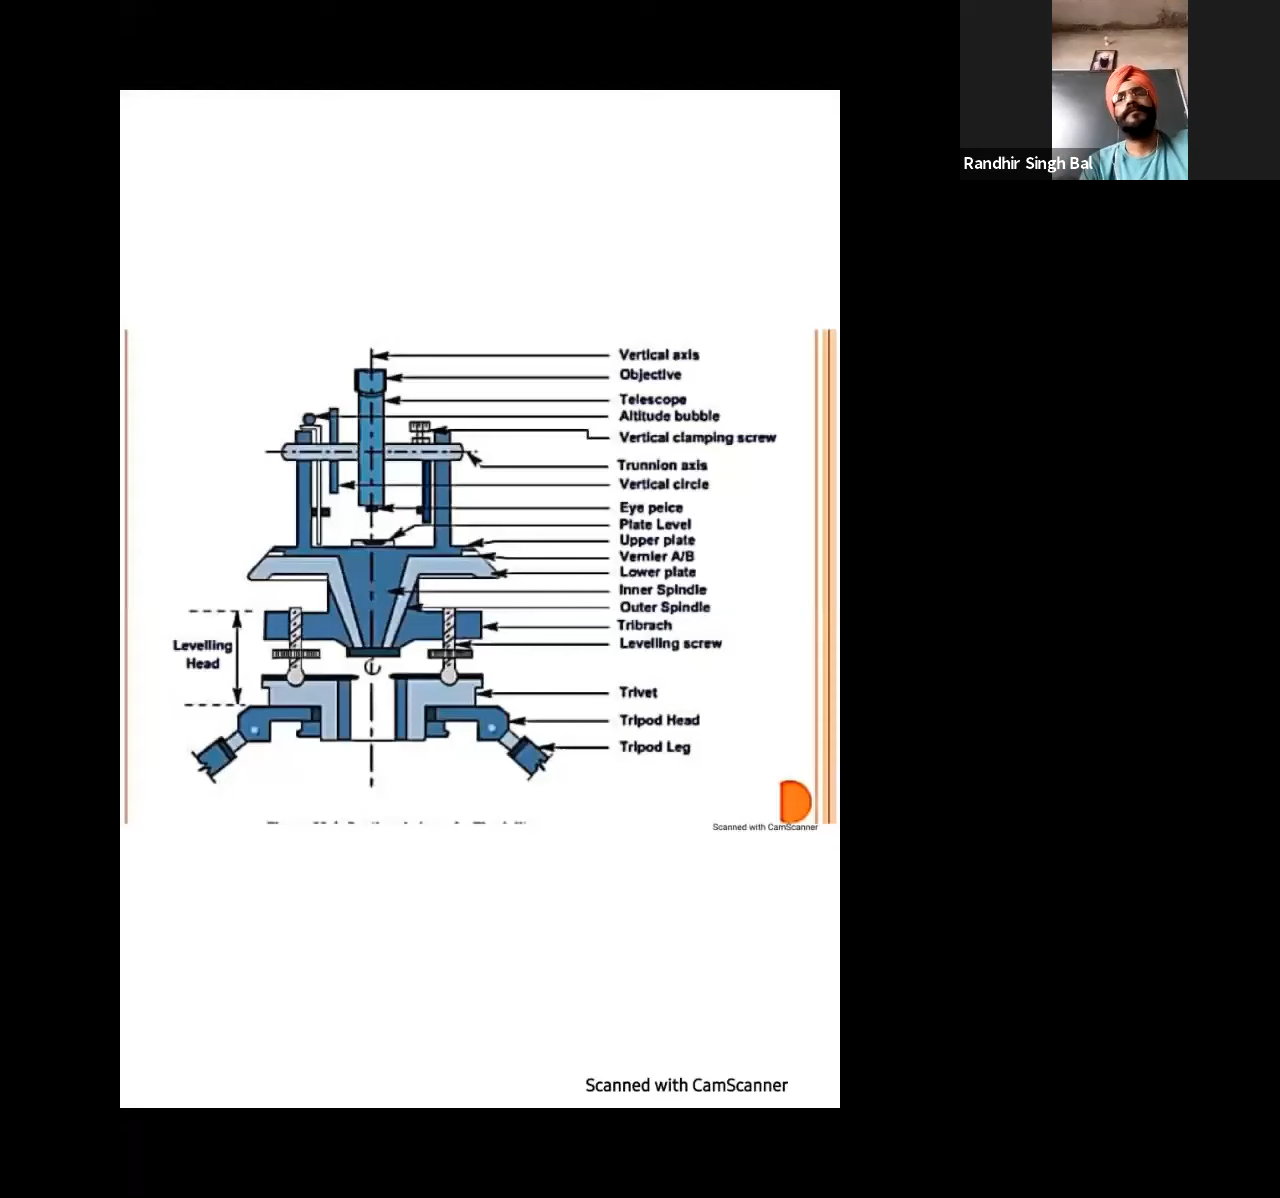 Randhir Singh Bal
Vertical axis
Objective
Telescope
Altitude bubble
Vertical clamping screw
Trunnion axis
Vertical circle
Eye peice
Plate Level
Upper plate
Vernier A/B
Lower plate
Inner Spindle
Outer Spindle
Tribrach
Levelling screw
Levelling
Head
Trivet
Tripod Head
Tripod Leg
Scanned with CamScanner
Scanned with CamScanner